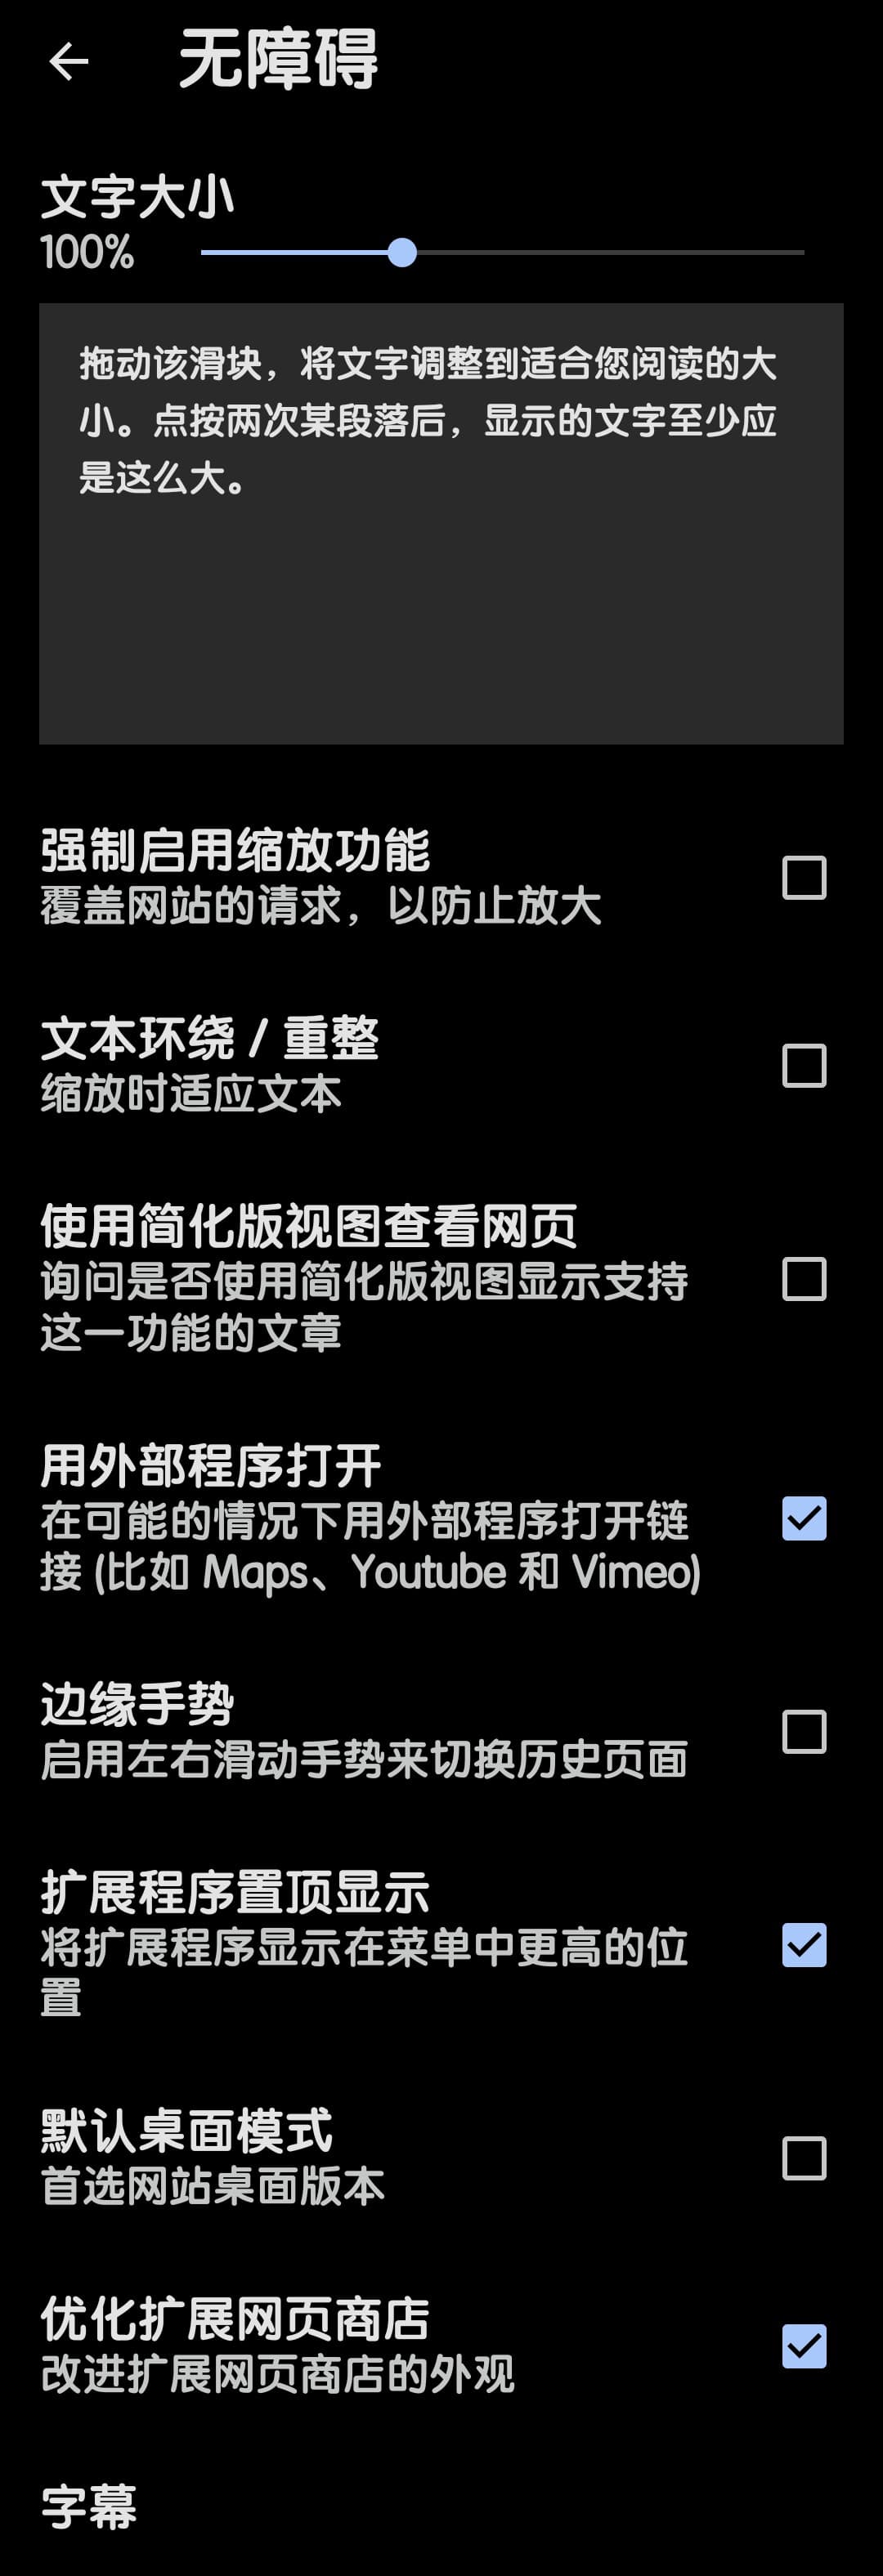 无障碍
文字大小
100%
拖动该滑块，将文字调整到适合您阅读的大
小。点按两次某段落后，显示的文字至少应
是这么大。
强制启用缩放功能
覆盖网站的请求，以防止放大
文本环绕 / 重整
缩放时适应文本
使用简化版视图查看网页
询问是否使用简化版视图显示支持
这一功能的文章
用外部程序打开
在可能的情况下用外部程序打开链
接 (比如 Maps、Youtube 和 Vimeo)
边缘手势
启用左右滑动手势来切换历史页面
扩展程序置顶显示
将扩展程序显示在菜单中更高的位
置
默认桌面模式
首选网站桌面版本
优化扩展网页商店
改进扩展网页商店的外观
字幕